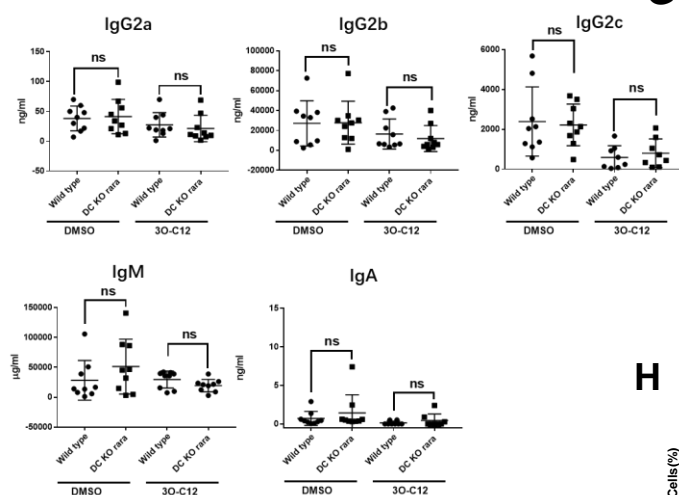 IgG2a
ng/ml
150
100
50
0
-50
ns
ns
Wild type
DC KO rara
Wild type
DC KO rara
DMSO
3O-C12
IgG2b
ng/ml
100000
80000
60000
40000
20000
0
-20000
ns
ns
Wild type
DC KO rara
Wild type
DC KO rara
DMSO
3O-C12
IgG2c
ng/ml
6000
4000
2000
0
ns
ns
Wild type
DC KO rara
Wild type
DC KO rara
DMSO
3O-C12
IgM
µg/ml
150000
100000
50000
0
-50000
ns
ns
Wild type
DC KO rara
Wild type
DC KO rara
DMSO
3O-C12
IgA
ng/ml
15
10
5
0
ns
ns
Wild type
DC KO rara
Wild type
DC KO rara
DMSO
3O-C12
H
Cells(%)